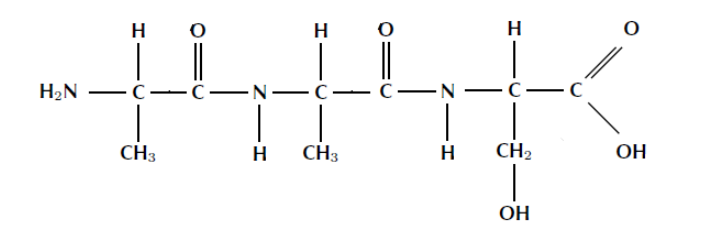 H O H O H O
H₂N C C N C C N C C
CH₃ H CH₃ H CH₂ OH
OH